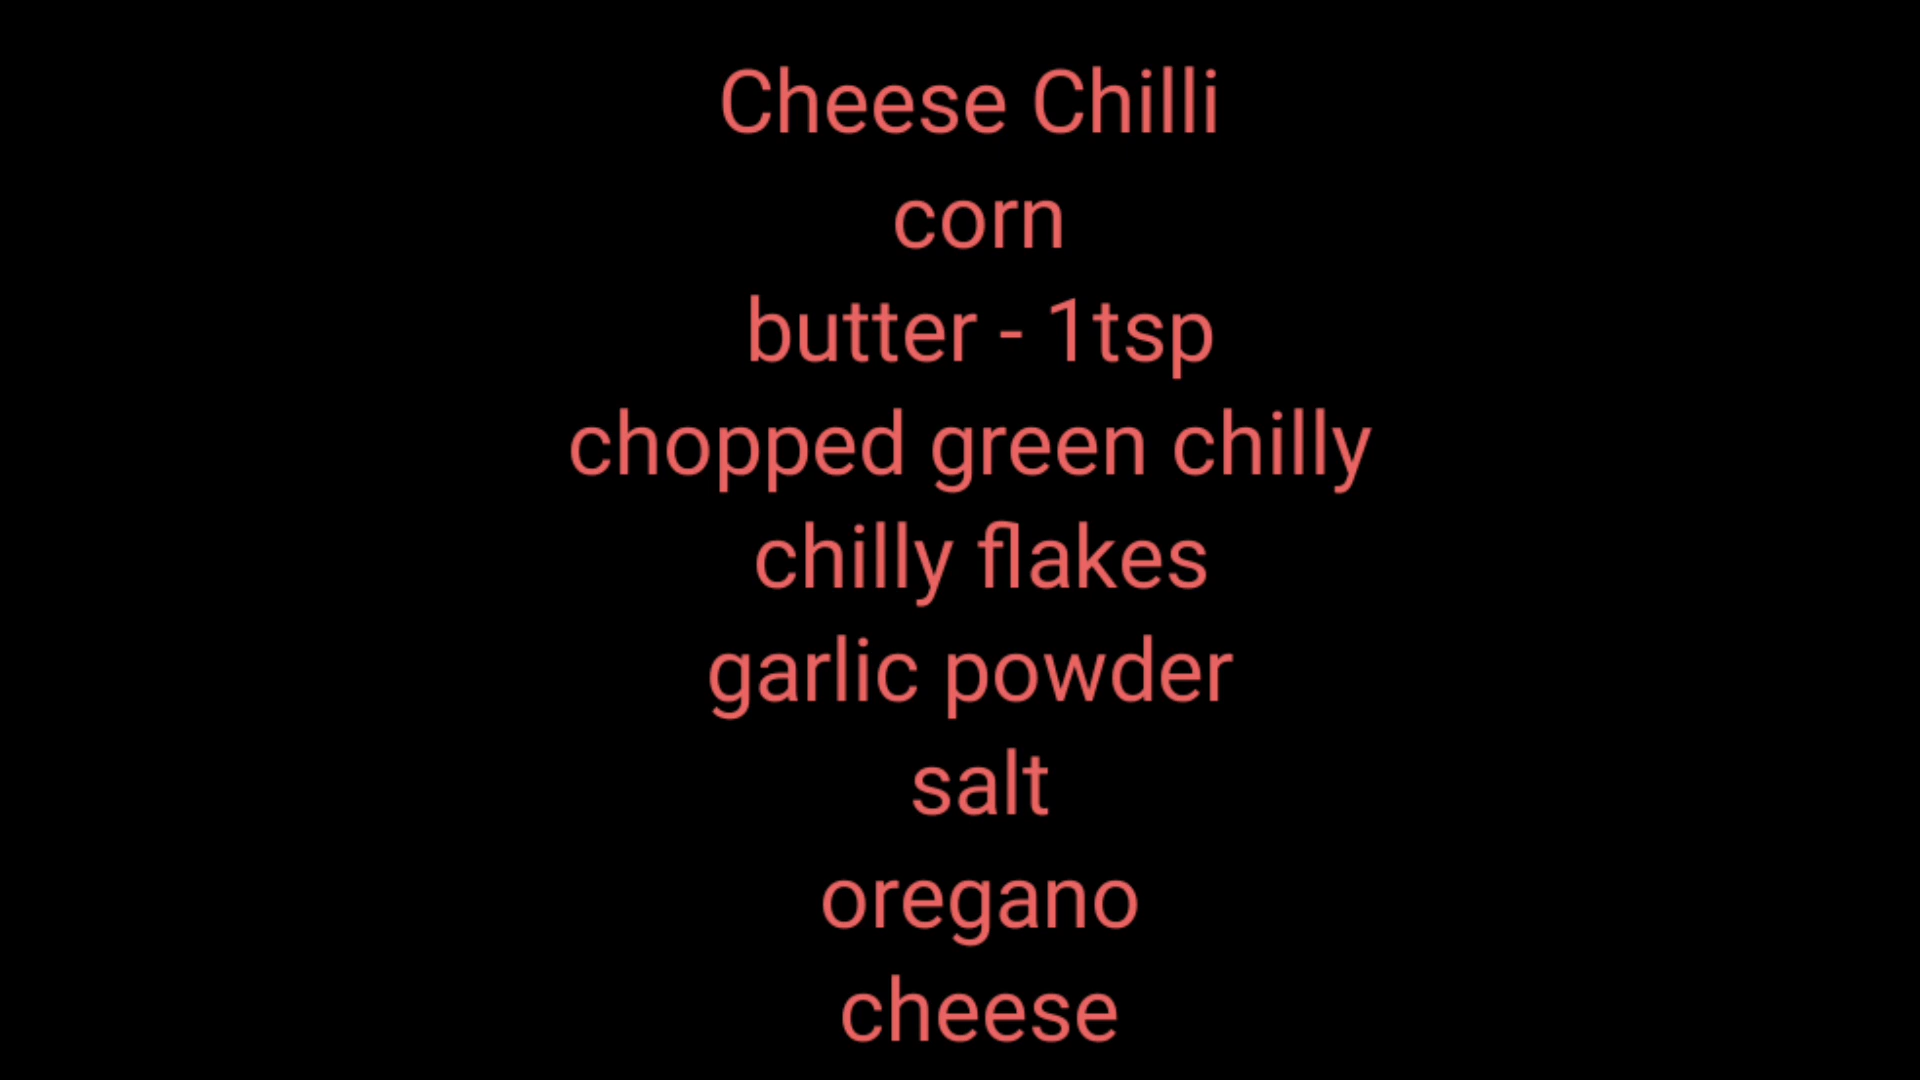 Cheese Chilli
corn
butter - 1tsp
chopped green chilly
chilly flakes
garlic powder
salt
oregano
cheese